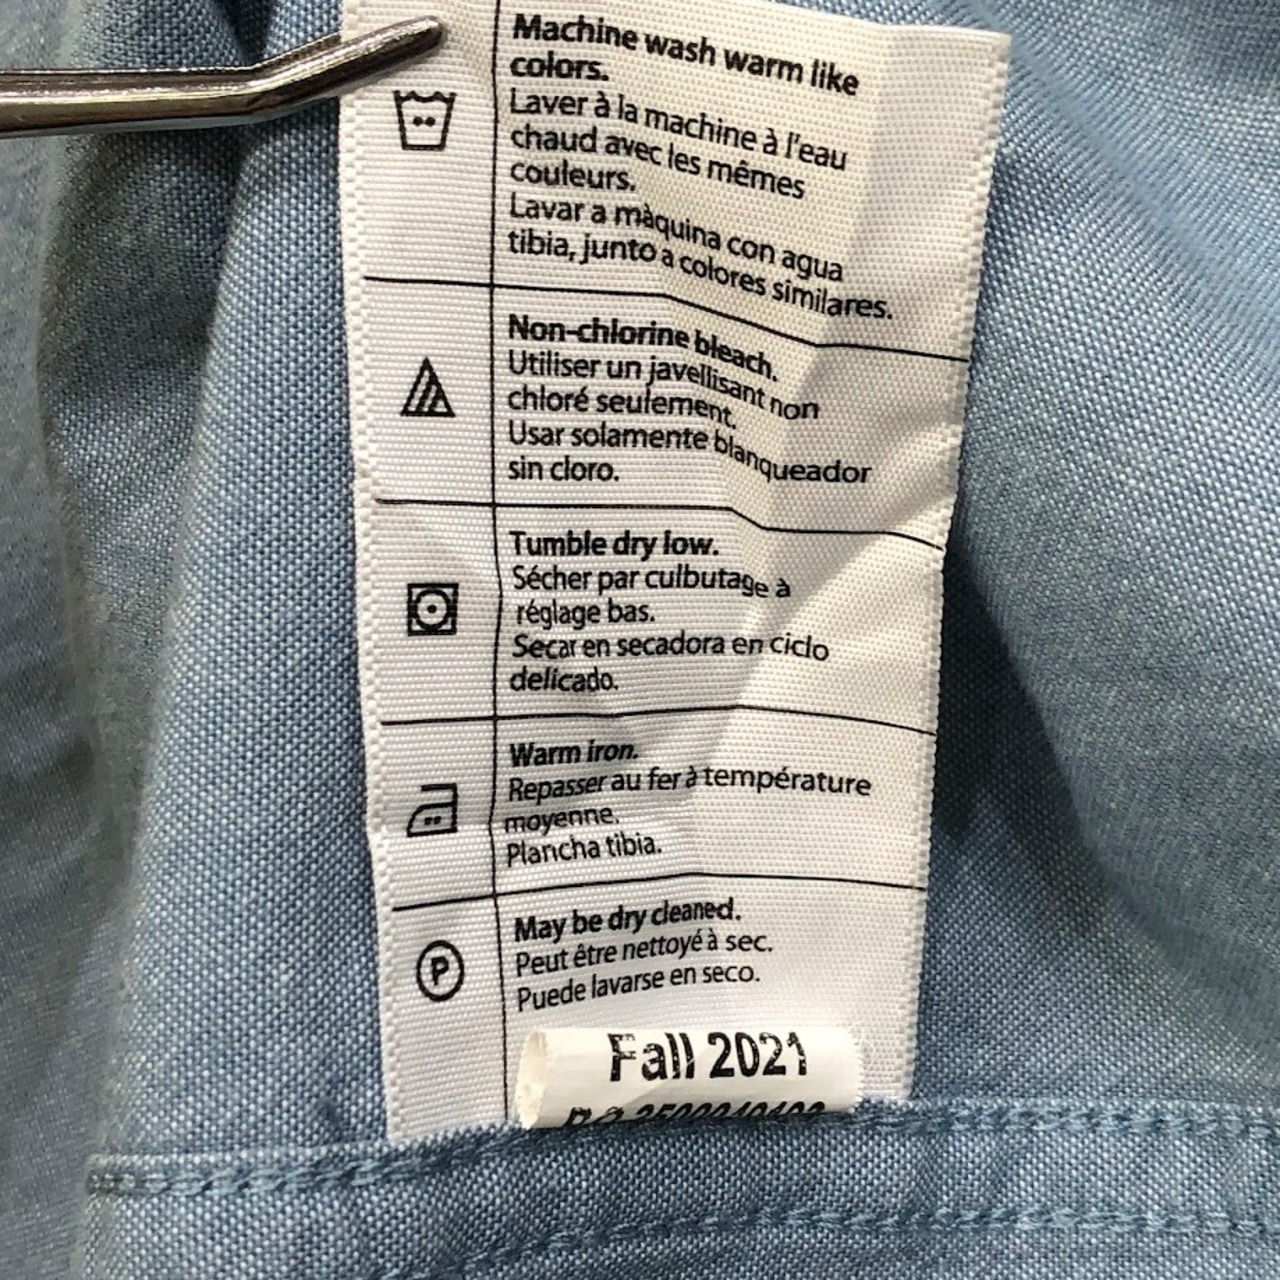 Machine wash warm like
colors.
Laver à la machine à l'eau
chaud avec les mêmes
couleurs.
Lavar a màquina con agua
tibia, junto a colores similares.
Non-chlorine bleach.
Utiliser un javellisant non
chloré seulement.
Usar solamente blanqueador
sin cloro.
Tumble dry low.
Sécher par culbutage à
réglage bas.
Secar en secadora en ciclo
delicado.
Warm iron.
Repasser au fer à température
moyenne.
Plancha tibia.
P
May be dry cleaned.
Peut être nettoyé à sec.
Puede lavarse en seco.
Fall 2021